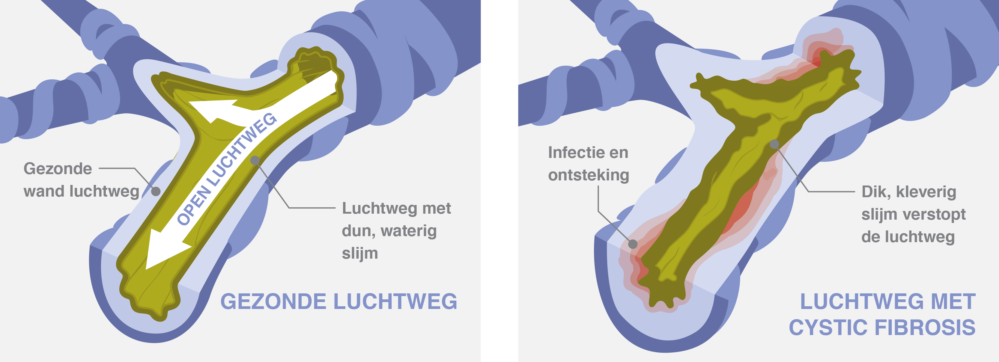 Gezonde
wand luchtweg
OPEN LUCHTWEG
Luchtweg met
dun, waterig
slijm
GEZONDE LUCHTWEG
Infectie en
ontsteking
Dik, kleverig
slijm verstopt
de luchtweg
LUCHTWEG MET
CYSTIC FIBROSIS